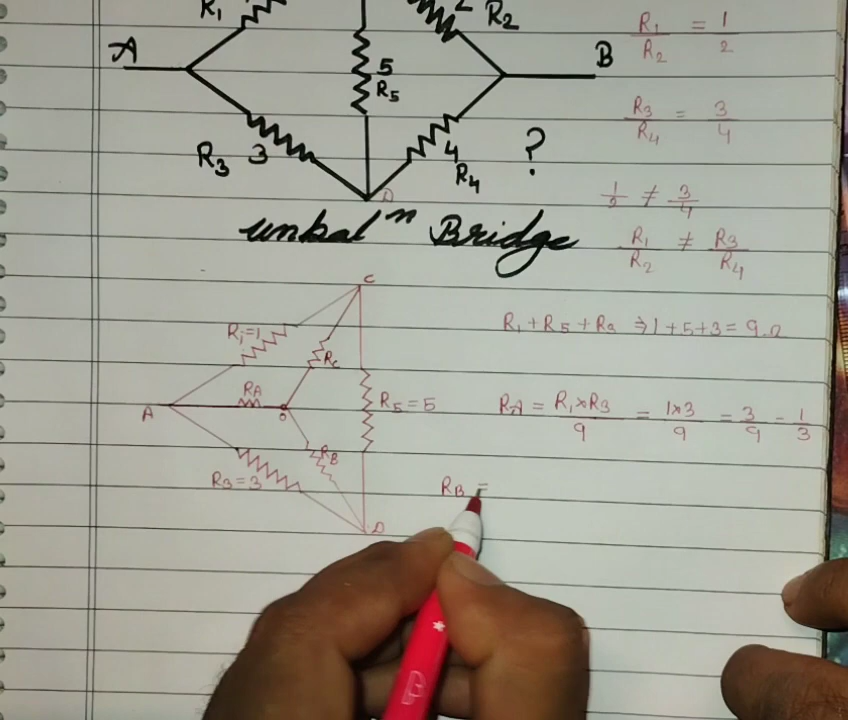 R₁
2 R₂
R₁/R₂ = 1/2
A
B
5
R₅
R₃/R₄ = 3/4
R₃ 3
4
R₄
?
D
1/2 ≠ 3/4
unbalⁿ Bridge
R₁/R₂ ≠ R₃/R₄
C
R₁=1
R₁ + R₅ + R₃ ⇒ 1+5+3 = 9Ω
RC
RA
A
O
R₅ = 5
RA = R₁×R₃/9 = 1×3/9 = 3/9 = 1/3
RB
R₃ = 3
RB =
D